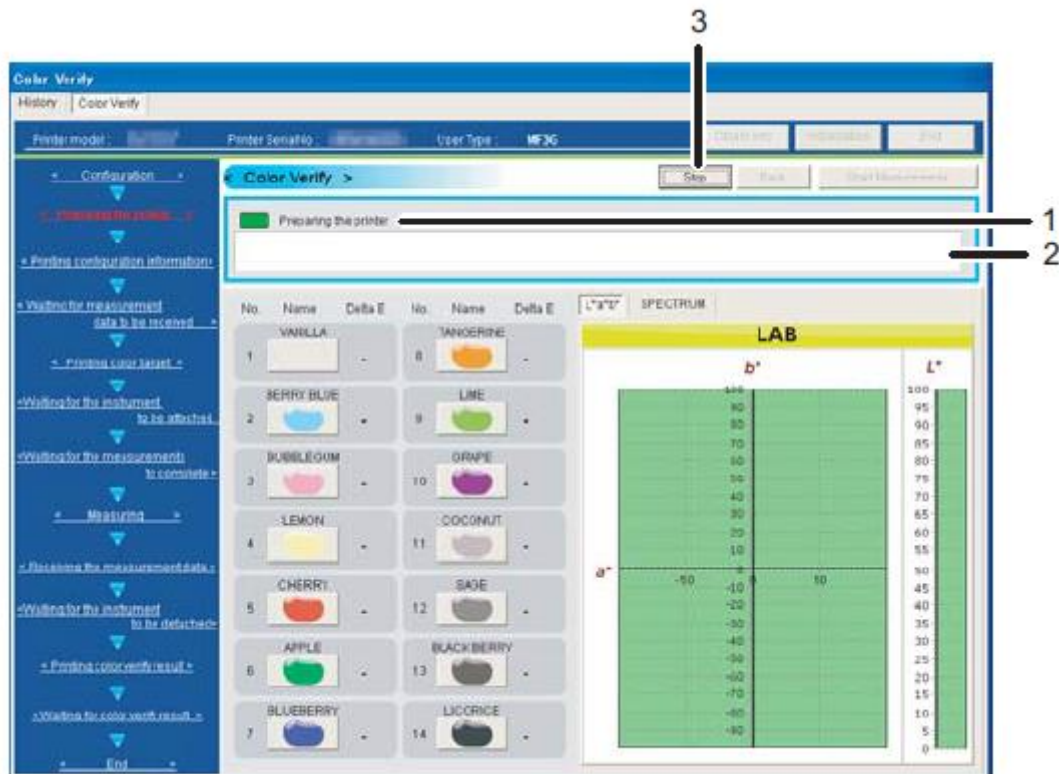 3
Color Verify
History Color Verify
Printer model : Printer SerialNo : User Type : MF3G End
< Configuration >
< Color Verify >
Stop Back Start Measurement
Preparing the printer
1
2
< Printing configuration information>
< Waiting for measurement
data to be received >
< Printing color target >
<Waiting for the instrument
to be attached
<Waiting for the measurements
to complete >
< Measuring >
< Receiving the measurement data >
<Waiting for the instrument
to be detached>
< Printing color verify result >
<Waiting for color verify result >
< End >
No. Name Delta E No. Name Delta E
1 VANILLA - 8 TANGERINE -
2 BERRY BLUE - 9 LIME -
3 BUBBLEGUM - 10 GRAPE -
4 LEMON - 11 COCONUT -
5 CHERRY - 12 SAGE -
6 APPLE - 13 BLACKBERRY -
7 BLUEBERRY - 14 LICORICE -
L*a*b* SPECTRUM
LAB
b* L*
100
90
80
70
60
50
40
30
20
10
a* -50 0 50
-10
-20
-30
-40
-50
-60
-70
-80
-90
100
95
90
85
80
75
70
65
60
55
50
45
40
35
30
25
20
15
10
5
0